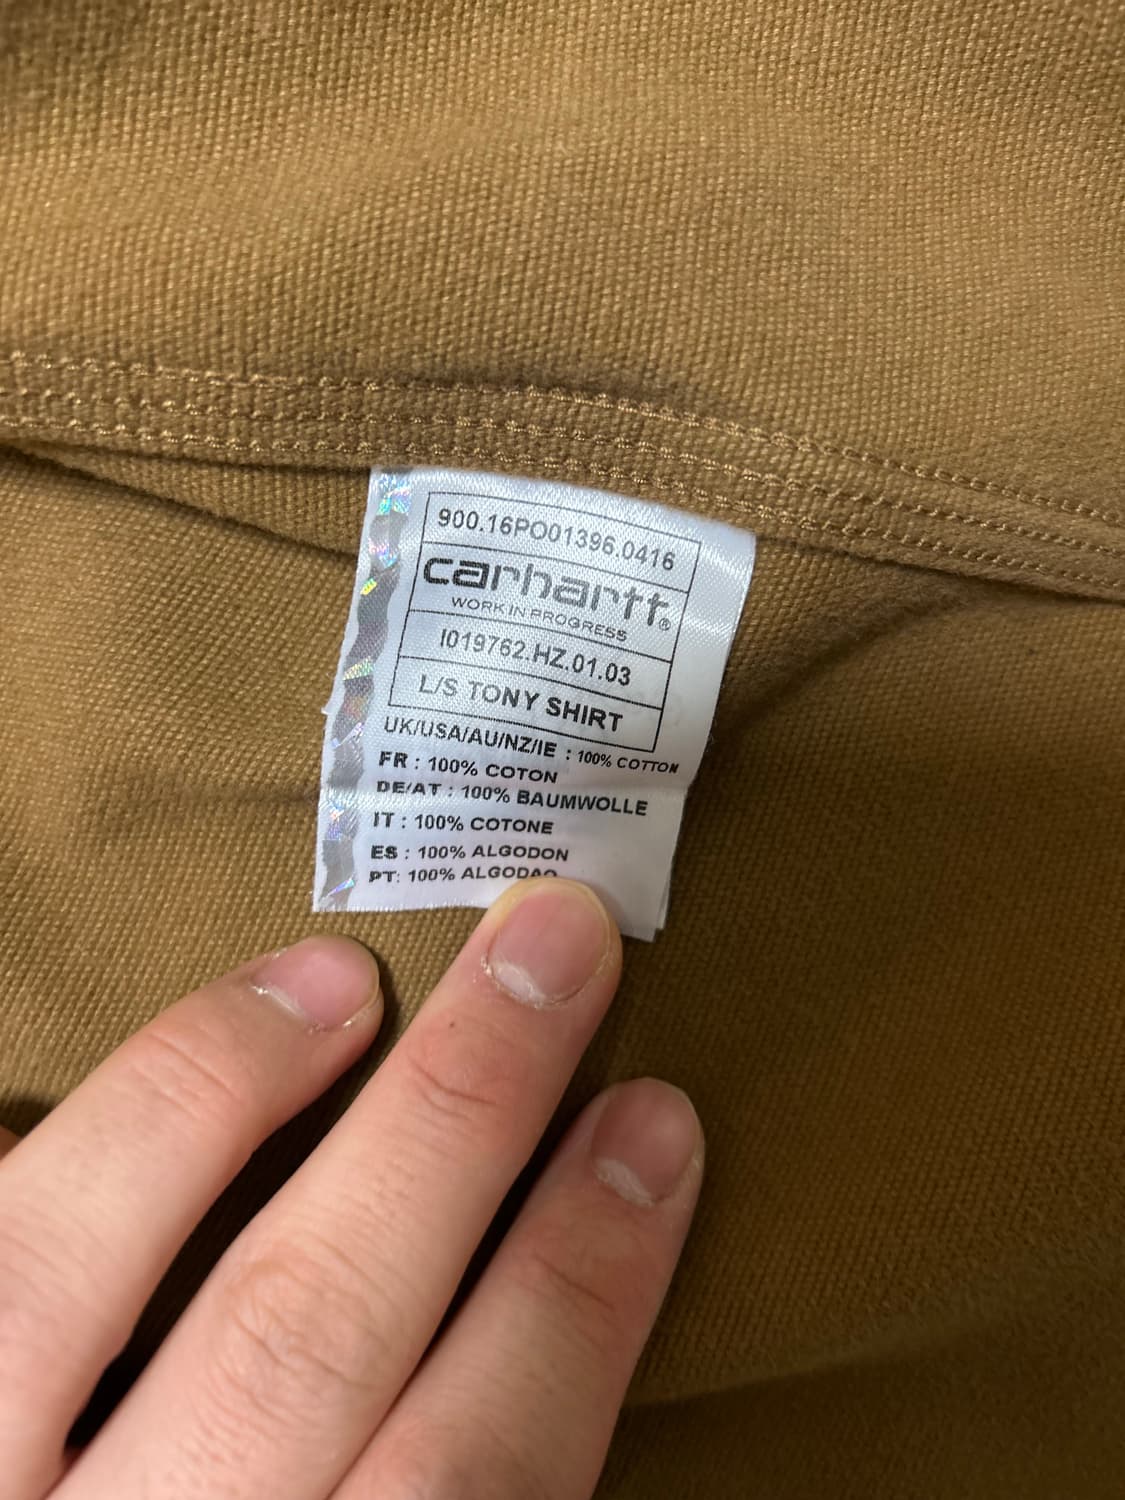 900.16PO01396.0416
carhartt
WORK IN PROGRESS ®
I019762.HZ.01.03
L/S TONY SHIRT
UK/USA/AU/NZ/IE : 100% COTTON
FR : 100% COTON
DE/AT : 100% BAUMWOLLE
IT : 100% COTONE
ES : 100% ALGODON
PT: 100% ALGODAO